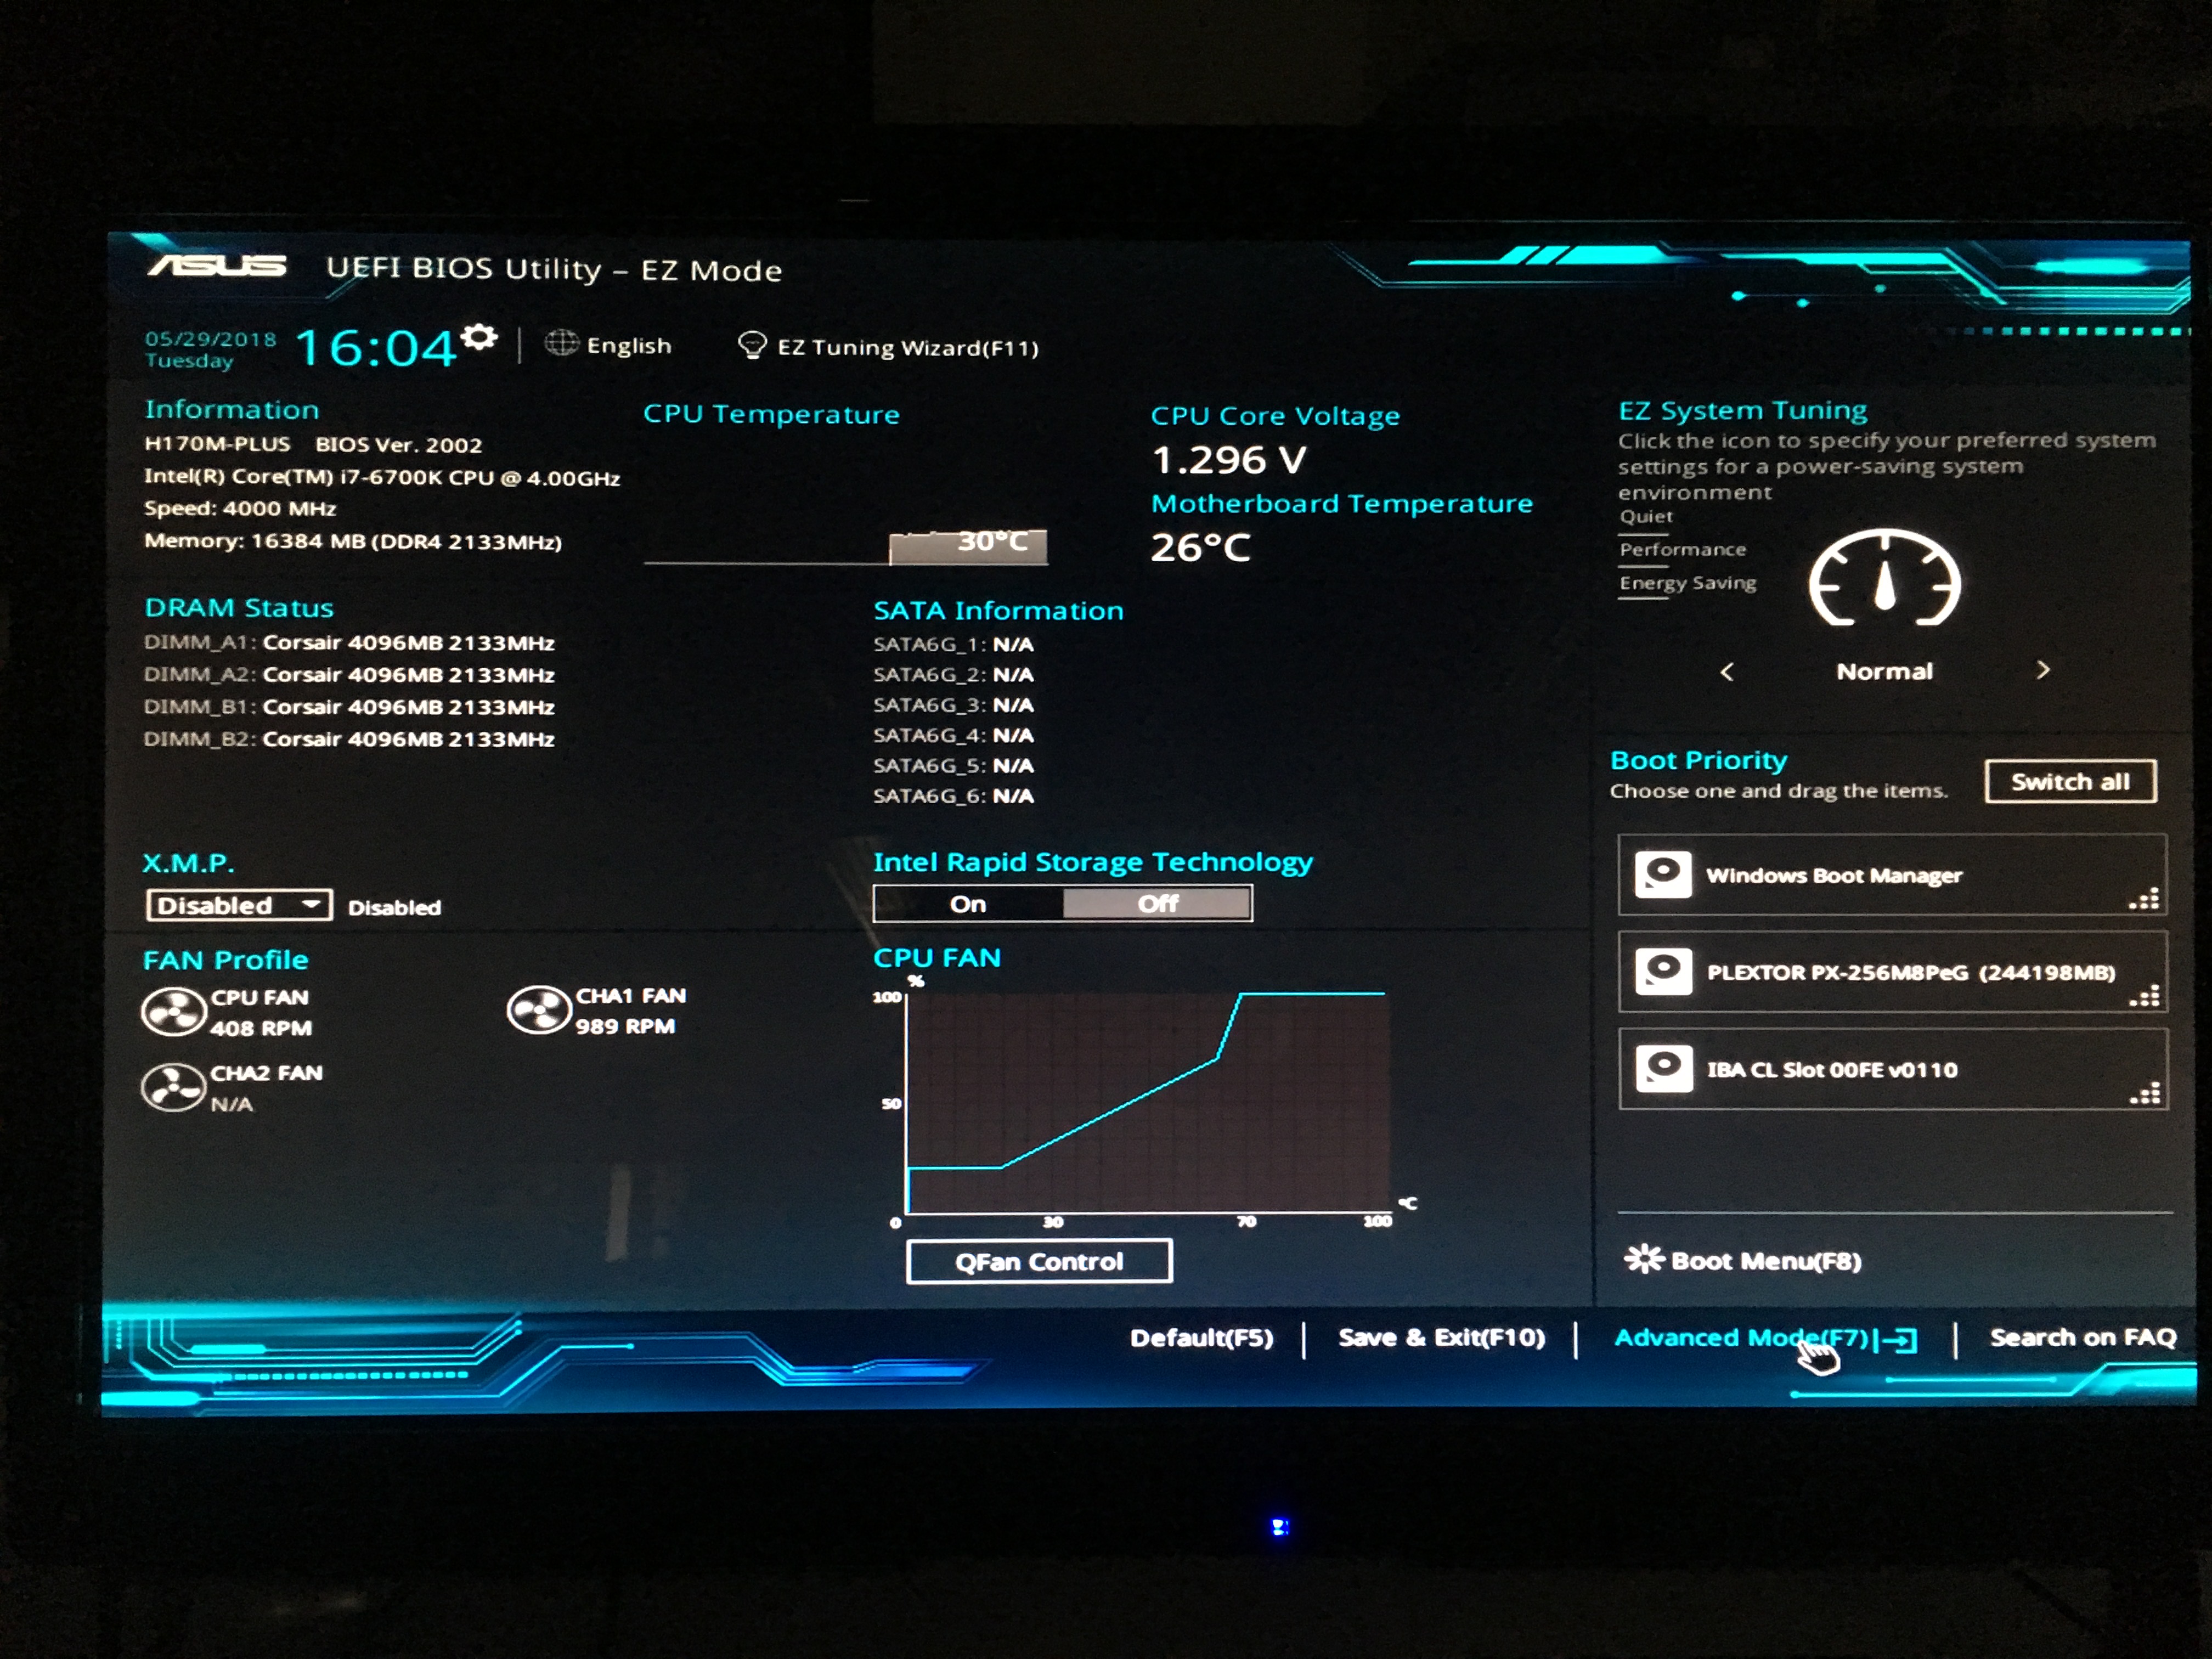 ASUS UEFI BIOS Utility – EZ Mode
05/29/2018
Tuesday
16:04
English
EZ Tuning Wizard(F11)
Information
H170M-PLUS BIOS Ver. 2002
Intel(R) Core(TM) i7-6700K CPU @ 4.00GHz
Speed: 4000 MHz
Memory: 16384 MB (DDR4 2133MHz)
CPU Temperature
30°C
CPU Core Voltage
1.296 V
Motherboard Temperature
26°C
EZ System Tuning
Click the icon to specify your preferred system
settings for a power-saving system
environment
Quiet
Performance
Energy Saving
< Normal >
DRAM Status
DIMM_A1: Corsair 4096MB 2133MHz
DIMM_A2: Corsair 4096MB 2133MHz
DIMM_B1: Corsair 4096MB 2133MHz
DIMM_B2: Corsair 4096MB 2133MHz
SATA Information
SATA6G_1: N/A
SATA6G_2: N/A
SATA6G_3: N/A
SATA6G_4: N/A
SATA6G_5: N/A
SATA6G_6: N/A
X.M.P.
Disabled Disabled
Intel Rapid Storage Technology
On Off
Boot Priority
Choose one and drag the items.
Switch all
Windows Boot Manager
PLEXTOR PX-256M8PeG (244198MB)
IBA CL Slot 00FE v0110
Boot Menu(F8)
FAN Profile
CPU FAN
408 RPM
CHA1 FAN
989 RPM
CHA2 FAN
N/A
CPU FAN
%
100
50
0 30 70 100
°C
QFan Control
Default(F5) Save & Exit(F10) Advanced Mode(F7) Search on FAQ